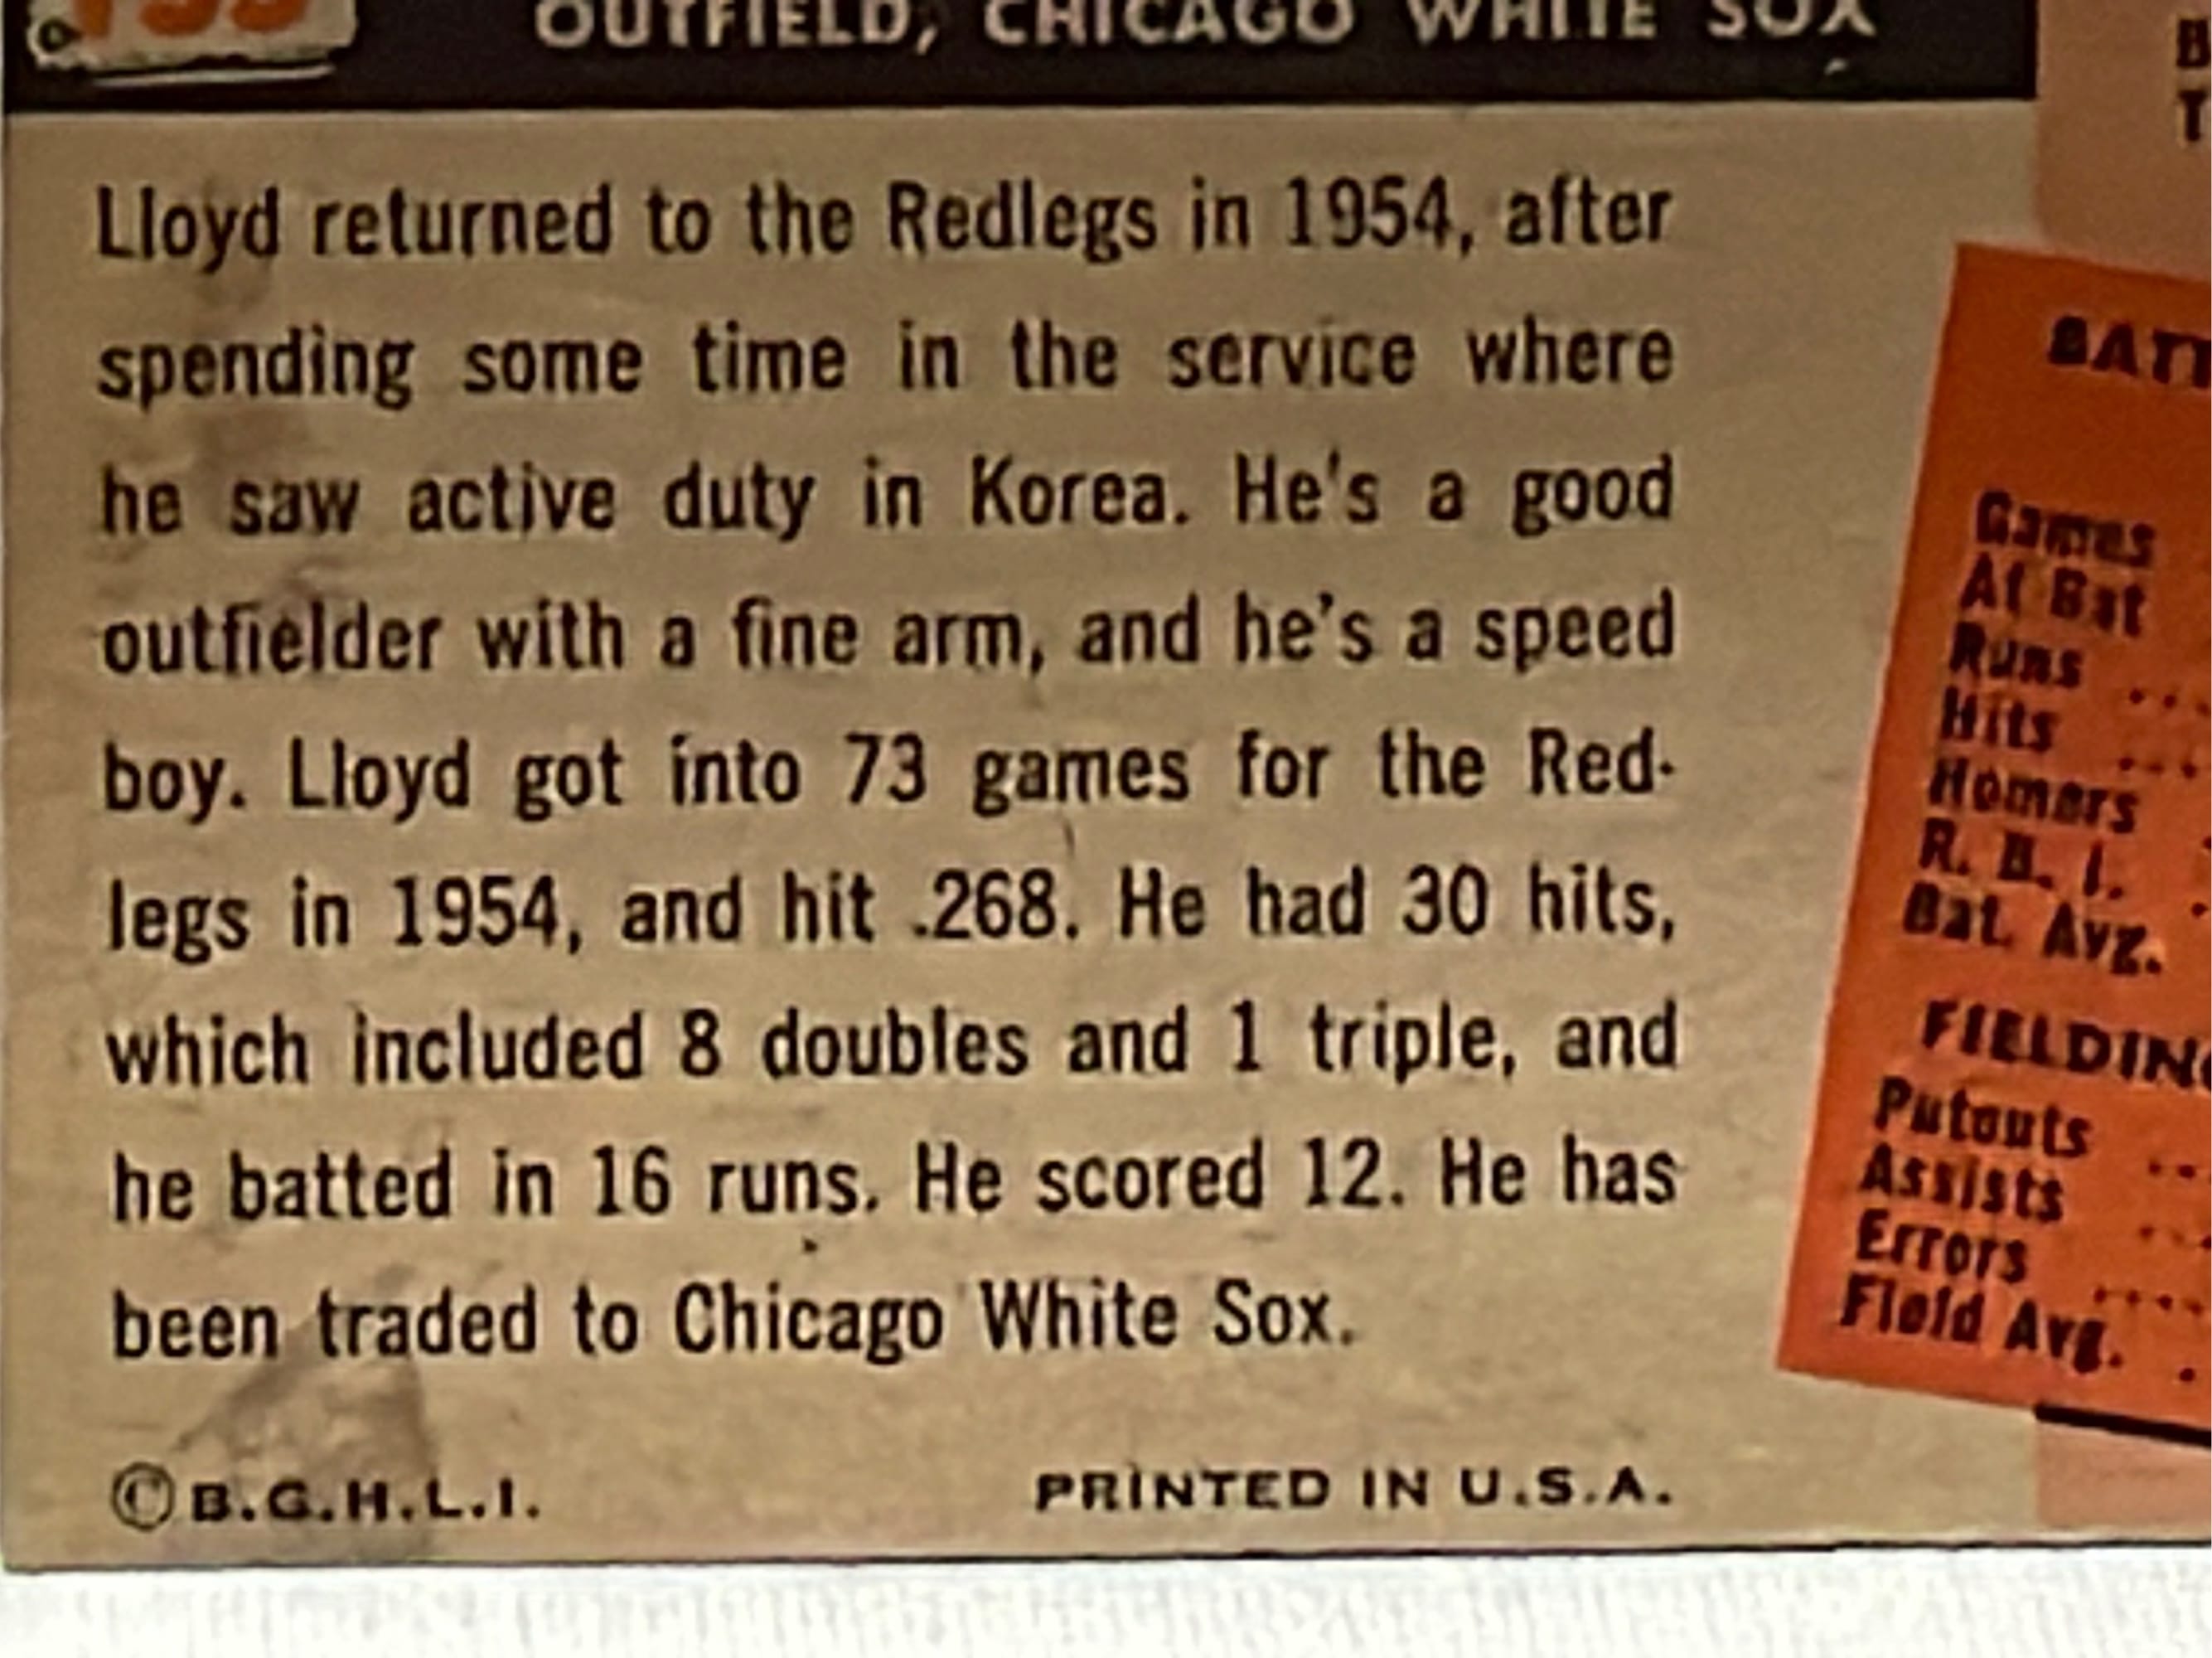 OUTFIELD, CHICAGO WHITE SOX
Lloyd returned to the Redlegs in 1954, after
spending some time in the service where
he saw active duty in Korea. He's a good
outfielder with a fine arm, and he's a speed
boy. Lloyd got into 73 games for the Red-
legs in 1954, and hit .268. He had 30 hits,
which included 8 doubles and 1 triple, and
he batted in 16 runs. He scored 12. He has
been traded to Chicago White Sox.
© B.G.H.L.I. PRINTED IN U.S.A.
B
T
BATT
Games
At Bat
Runs ...
Hits ....
Homers
R. B. I. .
Bat. Avg.
FIELDING
Putouts ..
Assists ...
Errors ....
Field Avg. .